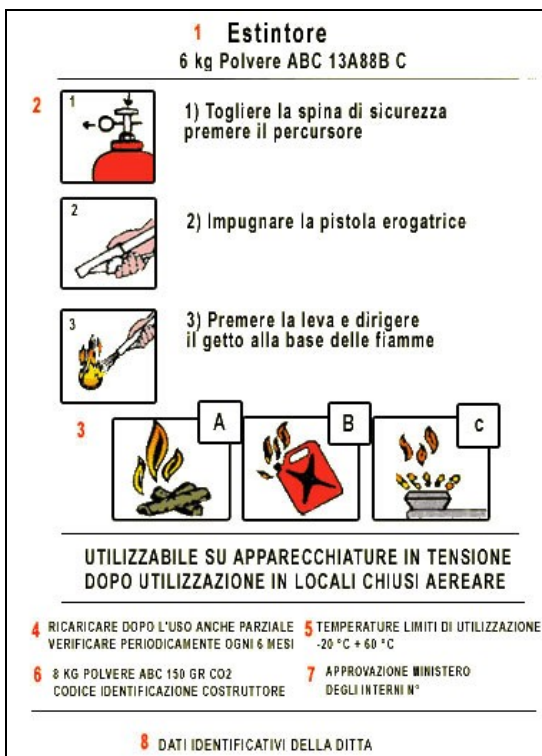 1 Estintore
6 kg Polvere ABC 13A88B C
2
1
1) Togliere la spina di sicurezza
premere il percursore
2
2) Impugnare la pistola erogatrice
3
3) Premere la leva e dirigere
il getto alla base delle fiamme
3
A
B
c
UTILIZZABILE SU APPARECCHIATURE IN TENSIONE
DOPO UTILIZZAZIONE IN LOCALI CHIUSI AEREARE
4 RICARICARE DOPO L'USO ANCHE PARZIALE
VERIFICARE PERIODICAMENTE OGNI 6 MESI
5 TEMPERATURE LIMITI DI UTILIZZAZIONE
-20 °C + 60 °C
6 8 KG POLVERE ABC 150 GR CO2
CODICE IDENTIFICAZIONE COSTRUTTORE
7 APPROVAZIONE MINISTERO
DEGLI INTERNI N°
8 DATI IDENTIFICATIVI DELLA DITTA